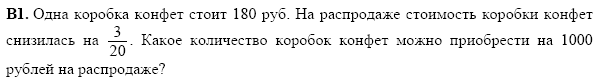 В1. Одна коробка конфет стоит 180 руб. На распродаже стоимость коробки конфет
снизилась на 3/20. Какое количество коробок конфет можно приобрести на 1000
рублей на распродаже?